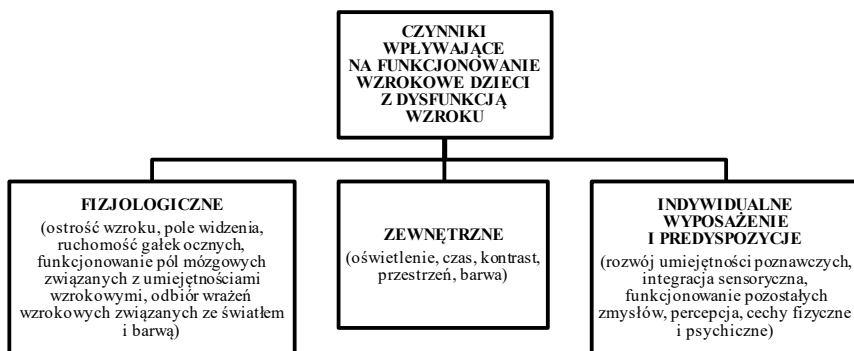 CZYNNIKI
WPŁYWAJĄCE
NA FUNKCJONOWANIE
WZROKOWE DZIECI
Z DYSFUNKCJĄ
WZROKU
FIZJOLOGICZNE
(ostrość wzroku, pole widzenia,
ruchomość gałek ocznych,
funkcjonowanie pól mózgowych
związanych z umiejętnościami
wzrokowymi, odbiór wrażeń
wzrokowych związanych ze światłem
i barwą)
ZEWNĘTRZNE
(oświetlenie, czas, kontrast,
przestrzeń, barwa)
INDYWIDUALNE
WYPOSAŻENIE
I PREDYSPOZYCJE
(rozwój umiejętności poznawczych,
integracja sensoryczna,
funkcjonowanie pozostałych
zmysłów, percepcja, cechy fizyczne
i psychiczne)